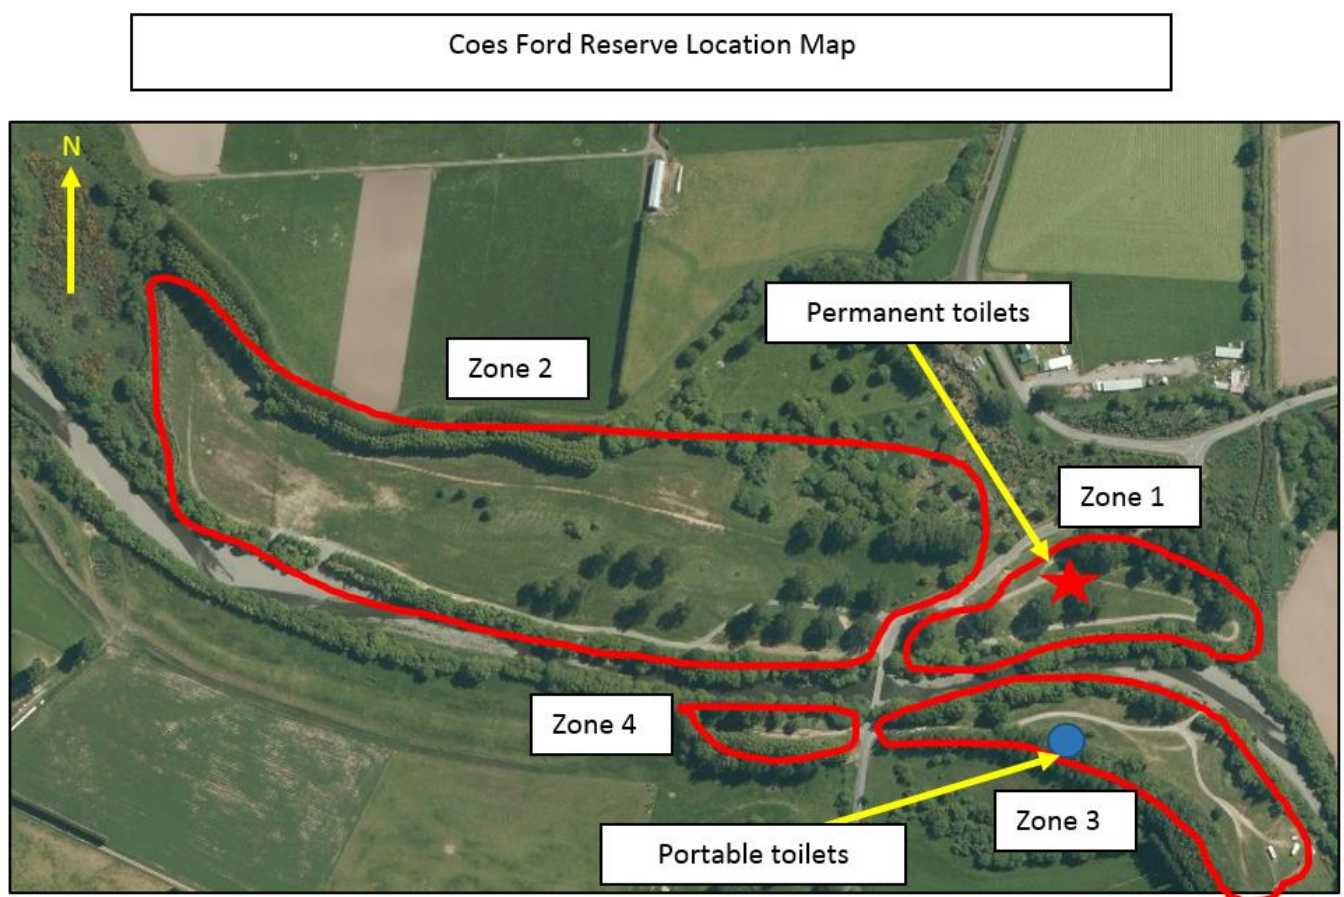 Coes Ford Reserve Location Map
N
Permanent toilets
Zone 2
Zone 1
Zone 4
Zone 3
Portable toilets